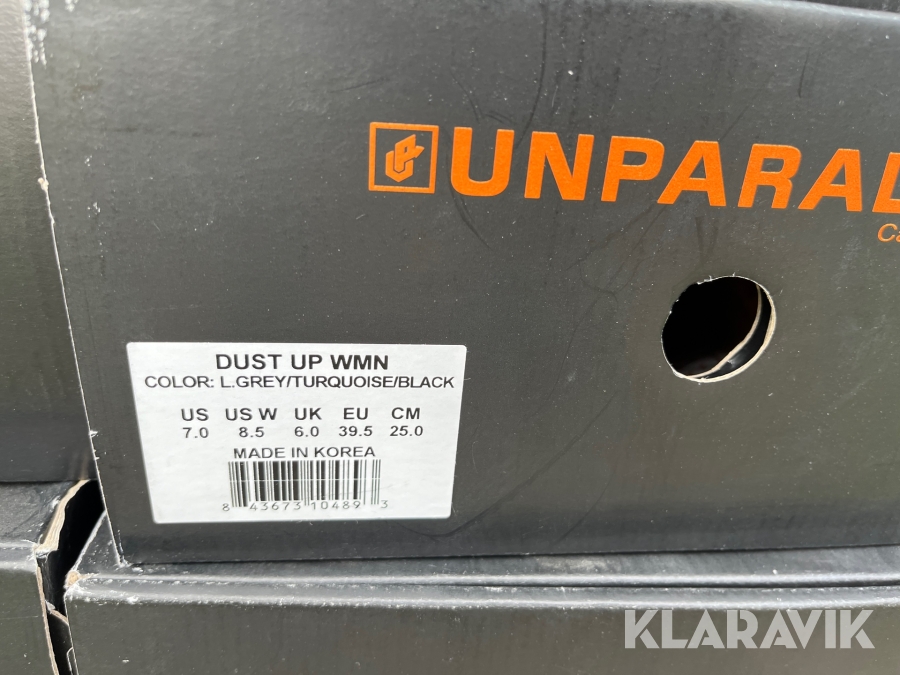 UNPARAL
Ca
DUST UP WMN
COLOR: L.GREY/TURQUOISE/BLACK
US US W UK EU CM
7.0 8.5 6.0 39.5 25.0
MADE IN KOREA
8 43673 10489 3
KLARAVIK